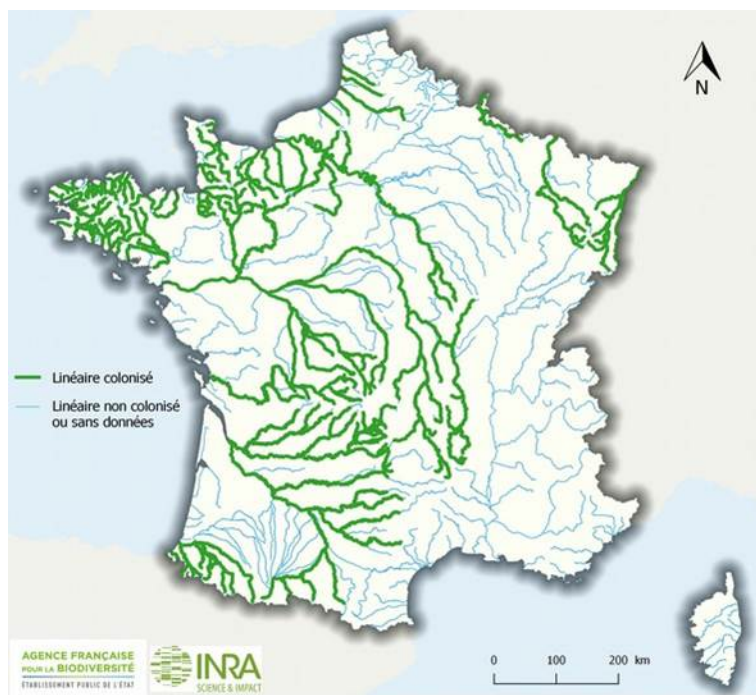 N
Linéaire colonisé
Linéaire non colonisé
ou sans données
AGENCE FRANÇAISE
POUR LA BIODIVERSITÉ
ÉTABLISSEMENT PUBLIC DE L'ÉTAT
INRA
SCIENCE & IMPACT
0 100 200 km